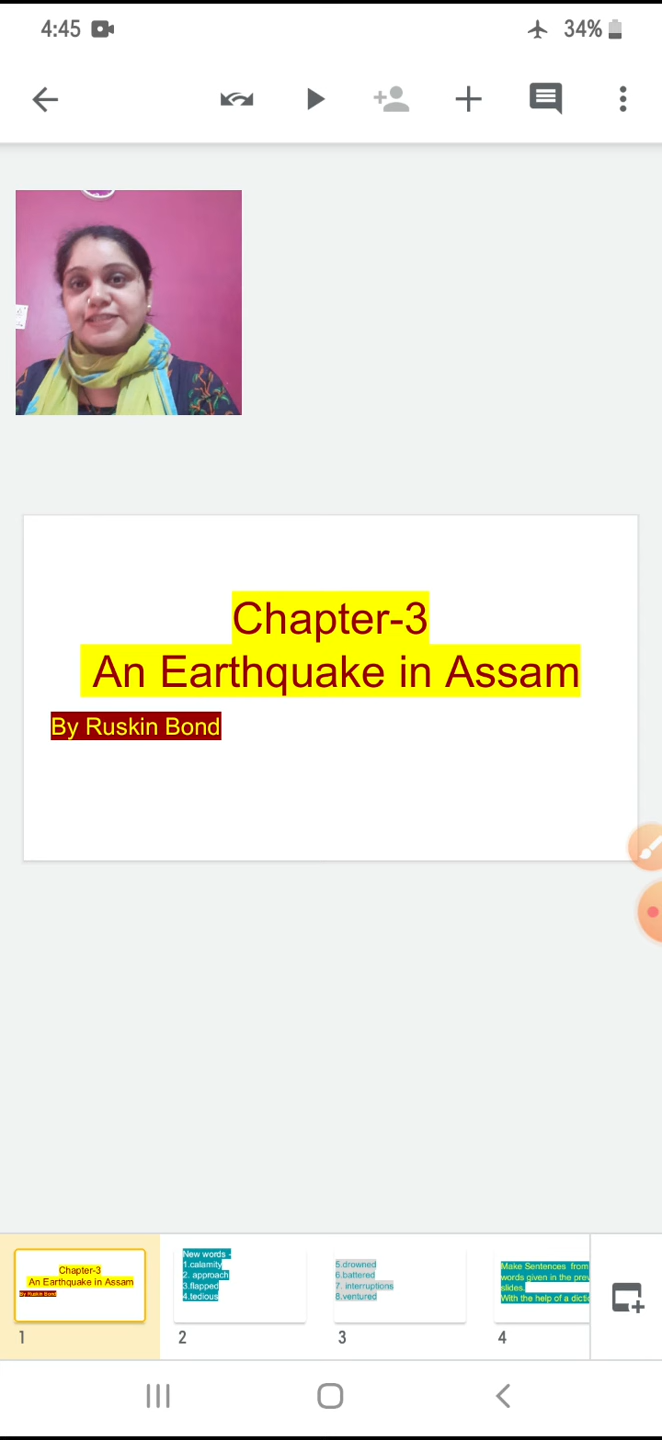 4:45
34%
Chapter-3
An Earthquake in Assam
By Ruskin Bond
Chapter-3
An Earthquake in Assam
By Ruskin Bond
1
New words -
1.calamity
2. approach
3.flapped
4.tedious
2
5.drowned
6.battered
7. interruptions
8.ventured
3
Make Sentences from
words given in the prev
slides.
With the help of a dictio
4